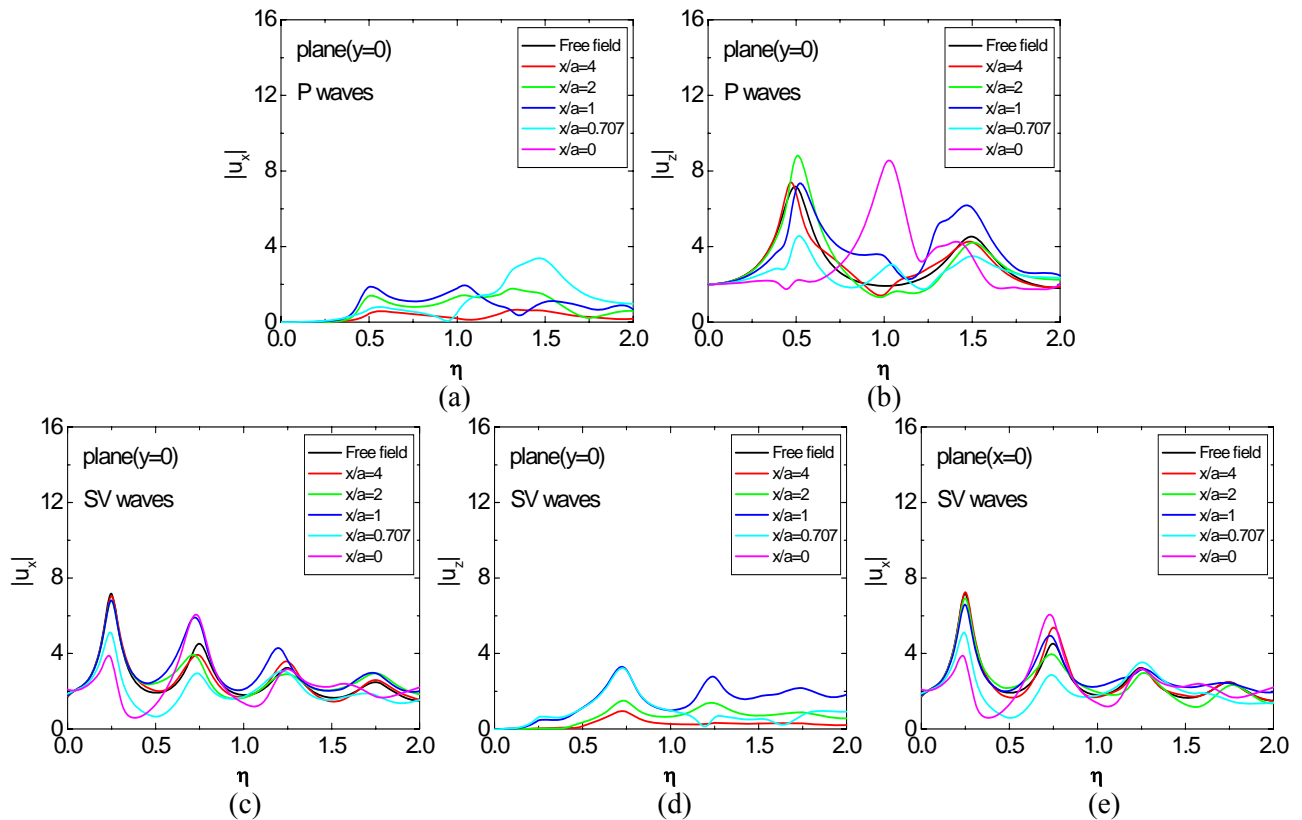 16
12
8
4
0
|u_x|
plane(y=0)
P waves
Free field
x/a=4
x/a=2
x/a=1
x/a=0.707
x/a=0
0.0 0.5 1.0 1.5 2.0
η
(a)
16
12
8
4
0
|u_z|
plane(y=0)
P waves
Free field
x/a=4
x/a=2
x/a=1
x/a=0.707
x/a=0
0.0 0.5 1.0 1.5 2.0
η
(b)
16
12
8
4
0
|u_x|
plane(y=0)
SV waves
Free field
x/a=4
x/a=2
x/a=1
x/a=0.707
x/a=0
0.0 0.5 1.0 1.5 2.0
η
(c)
16
12
8
4
0
|u_z|
plane(y=0)
SV waves
Free field
x/a=4
x/a=2
x/a=1
x/a=0.707
x/a=0
0.0 0.5 1.0 1.5 2.0
η
(d)
16
12
8
4
0
|u_x|
plane(x=0)
SV waves
Free field
x/a=4
x/a=2
x/a=1
x/a=0.707
x/a=0
0.0 0.5 1.0 1.5 2.0
η
(e)